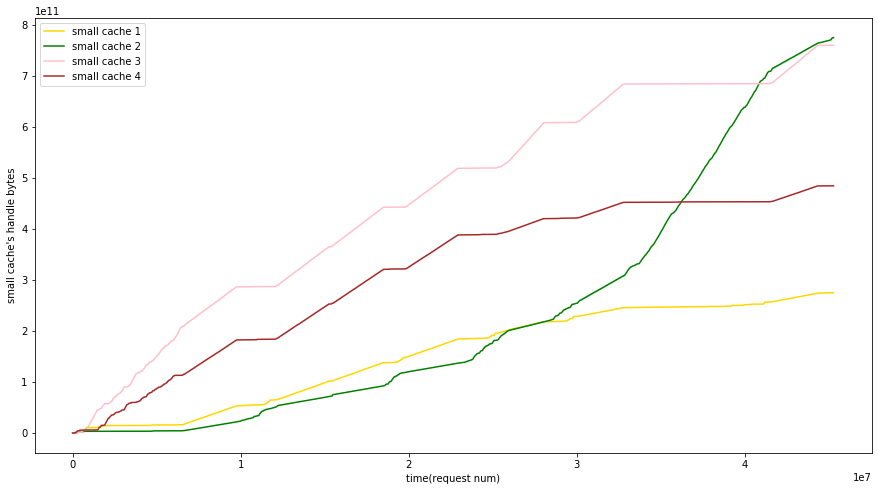 1e11
8
7
6
5
4
3
2
1
0
small cache's handle bytes
small cache 1
small cache 2
small cache 3
small cache 4
0
1
2
3
4
1e7
time(request num)